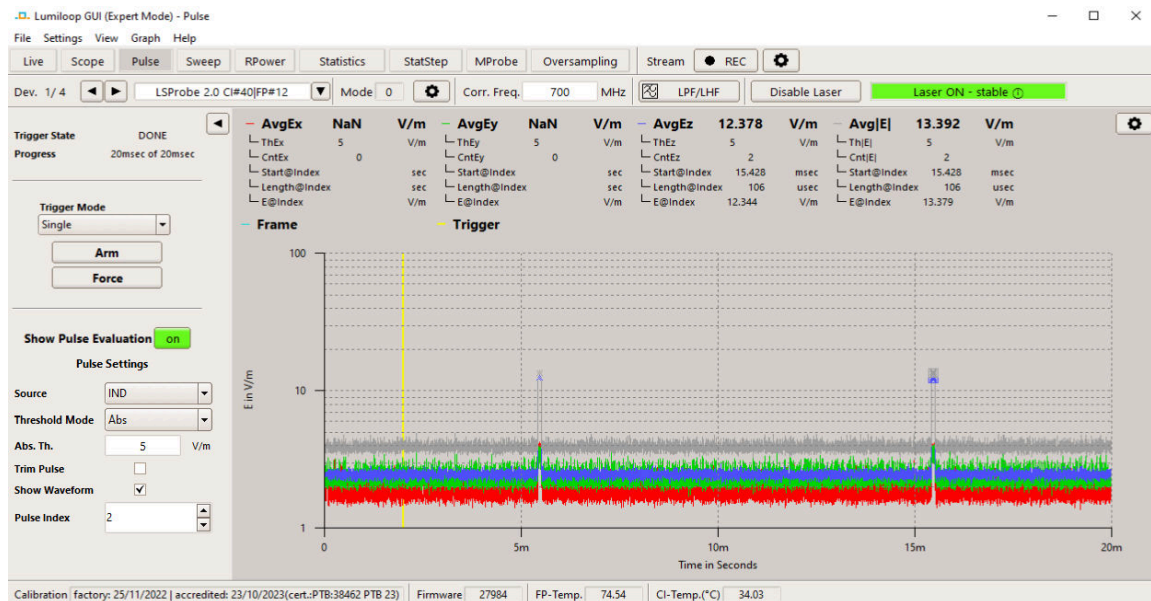 Lumiloop GUI (Expert Mode) - Pulse
File Settings View Graph Help
Live Scope Pulse Sweep RPower Statistics StatStep MProbe Oversampling Stream REC
Dev. 1/ 4 LSProbe 2.0 CI#40|FP#12 Mode 0 Corr. Freq. 700 MHz LPF/LHF Disable Laser Laser ON - stable
Trigger State DONE
Progress 20msec of 20msec
Trigger Mode
Single
Arm
Force
Show Pulse Evaluation on
Pulse Settings
Source IND
Threshold Mode Abs
Abs. Th. 5 V/m
Trim Pulse
Show Waveform
Pulse Index 2
AvgEx NaN V/m AvgEy NaN V/m AvgEz 12.378 V/m Avg|E| 13.392 V/m
ThEx 5 V/m ThEy 5 V/m ThEz 5 V/m Th|E| 5 V/m
CntEx 0 CntEy 0 CntEz 2 Cnt|E| 2
Start@Index sec Start@Index sec Start@Index 15.428 msec Start@Index 15.428 msec
Length@Index sec Length@Index sec Length@Index 106 usec Length@Index 106 usec
E@Index V/m E@Index V/m E@Index 12.344 V/m E@Index 13.379 V/m
Frame Trigger
100
10
1
E in V/m
0 5m 10m 15m 20m
Time in Seconds
Calibration factory: 25/11/2022 | accredited: 23/10/2023(cert.:PTB:38462 PTB 23) Firmware 27984 FP-Temp. 74.54 CI-Temp.(°C) 34.03